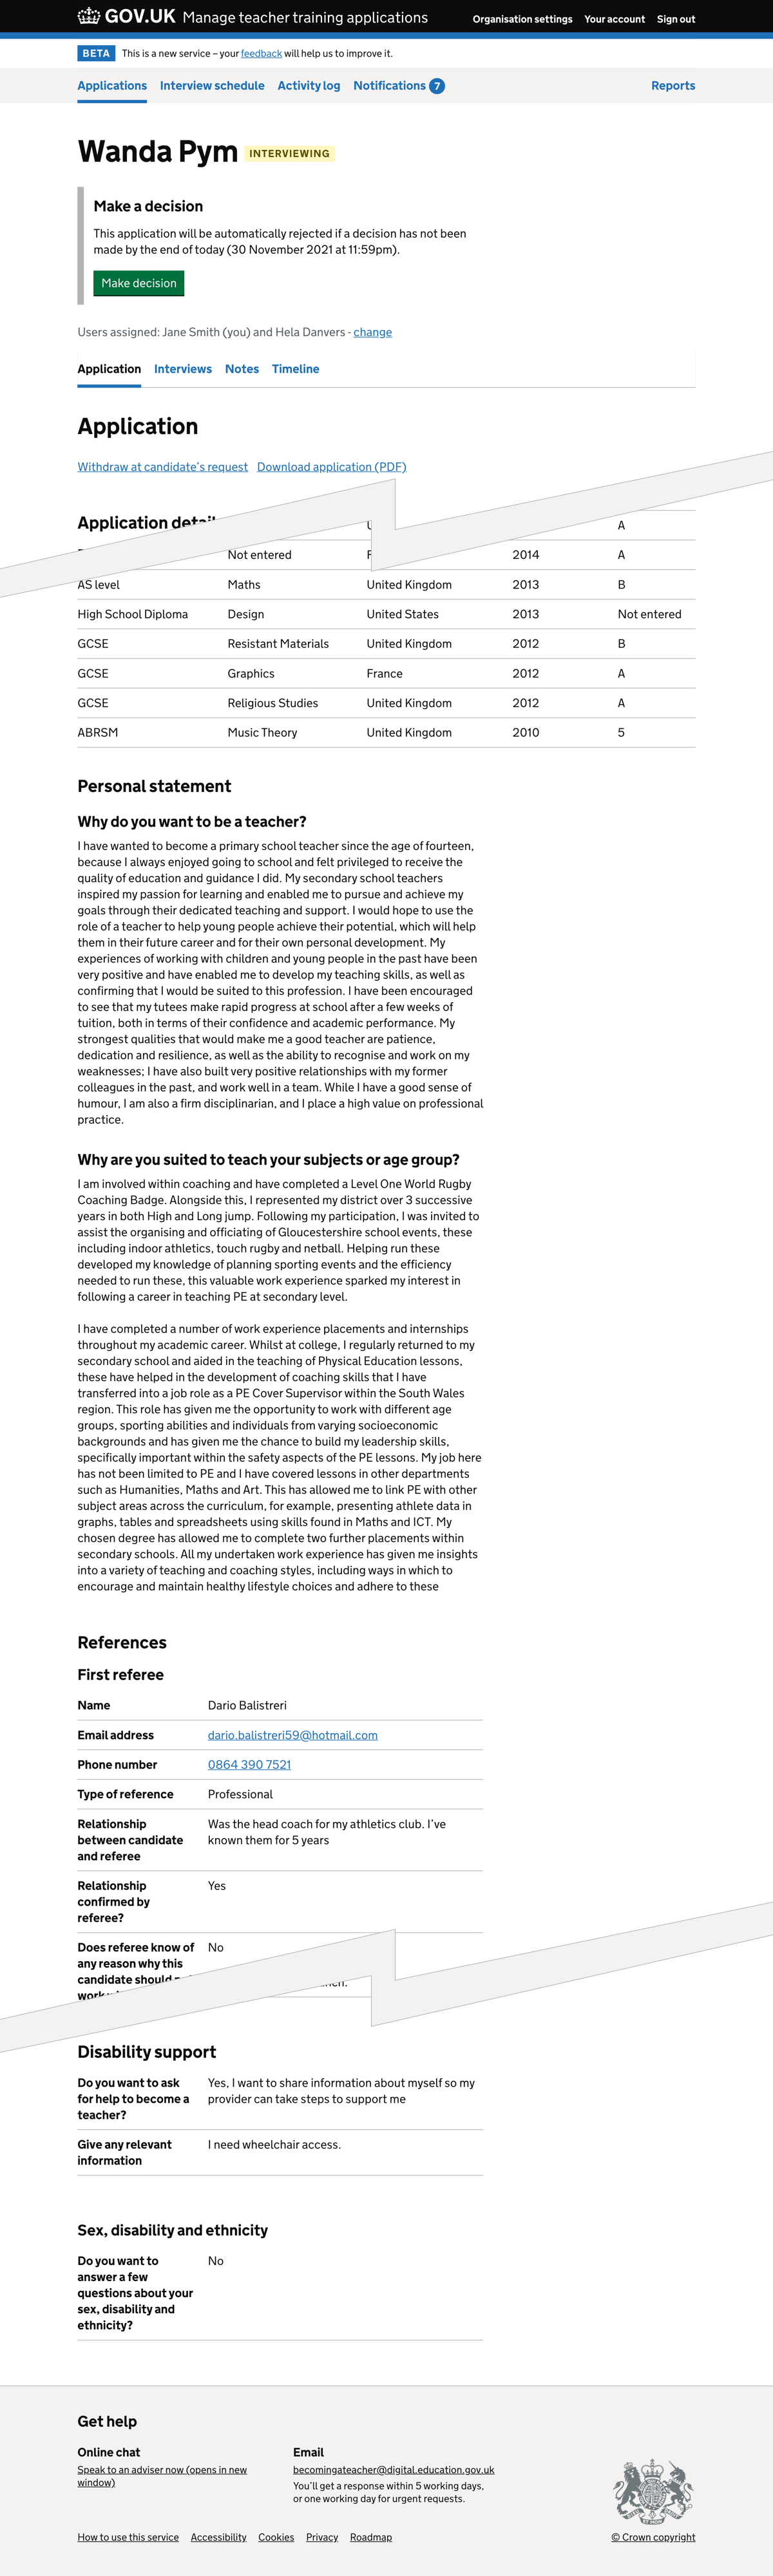 GOV.UK Manage teacher training applications
Organisation settings Your account Sign out
BETA This is a new service – your feedback will help us to improve it.
Applications Interview schedule Activity log Notifications 7 Reports
Wanda Pym INTERVIEWING
Make a decision
This application will be automatically rejected if a decision has not been
made by the end of today (30 November 2021 at 11:59pm).
Make decision
Users assigned: Jane Smith (you) and Hela Danvers - change
Application Interviews Notes Timeline
Application
Withdraw at candidate's request Download application (PDF)
Application
A
Not entered 2014 A
AS level Maths United Kingdom 2013 B
High School Diploma Design United States 2013 Not entered
GCSE Resistant Materials United Kingdom 2012 B
GCSE Graphics France 2012 A
GCSE Religious Studies United Kingdom 2012 A
ABRSM Music Theory United Kingdom 2010 5
Personal statement
Why do you want to be a teacher?
I have wanted to become a primary school teacher since the age of fourteen,
because I always enjoyed going to school and felt privileged to receive the
quality of education and guidance I did. My secondary school teachers
inspired my passion for learning and enabled me to pursue and achieve my
goals through their dedicated teaching and support. I would hope to use the
role of a teacher to help young people achieve their potential, which will help
them in their future career and for their own personal development. My
experiences of working with children and young people in the past have been
very positive and have enabled me to develop my teaching skills, as well as
confirming that I would be suited to this profession. I have been encouraged
to see that my tutees make rapid progress at school after a few weeks of
tuition, both in terms of their confidence and academic performance. My
strongest qualities that would make me a good teacher are patience,
dedication and resilience, as well as the ability to recognise and work on my
weaknesses; I have also built very positive relationships with my former
colleagues in the past, and work well in a team. While I have a good sense of
humour, I am also a firm disciplinarian, and I place a high value on professional
practice.
Why are you suited to teach your subjects or age group?
I am involved within coaching and have completed a Level One World Rugby
Coaching Badge. Alongside this, I represented my district over 3 successive
years in both High and Long jump. Following my participation, I was invited to
assist the organising and officiating of Gloucestershire school events, these
including indoor athletics, touch rugby and netball. Helping run these
developed my knowledge of planning sporting events and the efficiency
needed to run these, this valuable work experience sparked my interest in
following a career in teaching PE at secondary level.
I have completed a number of work experience placements and internships
throughout my academic career. Whilst at college, I regularly returned to my
secondary school and aided in the teaching of Physical Education lessons,
these have helped in the development of coaching skills that I have
transferred into a job role as a PE Cover Supervisor within the South Wales
region. This role has given me the opportunity to work with different age
groups, sporting abilities and individuals from varying socioeconomic
backgrounds and has given me the chance to build my leadership skills,
specifically important within the safety aspects of the PE lessons. My job here
has not been limited to PE and I have covered lessons in other departments
such as Humanities, Maths and Art. This has allowed me to link PE with other
subject areas across the curriculum, for example, presenting athlete data in
graphs, tables and spreadsheets using skills found in Maths and ICT. My
chosen degree has allowed me to complete two further placements within
secondary schools. All my undertaken work experience has given me insights
into a variety of teaching and coaching styles, including ways in which to
encourage and maintain healthy lifestyle choices and adhere to these
References
First referee
Name Dario Balistreri
Email address dario.balistreri59@hotmail.com
Phone number 0864 390 7521
Type of reference Professional
Relationship Was the head coach for my athletics club. I've
between candidate known them for 5 years
and referee
Relationship Yes
confirmed by
referee?
Does referee know of No
any reason why this
candidate should
Disability support
Do you want to ask Yes, I want to share information about myself so my
for help to become a provider can take steps to support me
teacher?
Give any relevant I need wheelchair access.
information
Sex, disability and ethnicity
Do you want to No
answer a few
questions about your
sex, disability and
ethnicity?
Get help
Online chat
Speak to an adviser now (opens in new
window)
Email
becomingateacher@digital.education.gov.uk
You'll get a response within 5 working days,
or one working day for urgent requests.
How to use this service Accessibility Cookies Privacy Roadmap
© Crown copyright